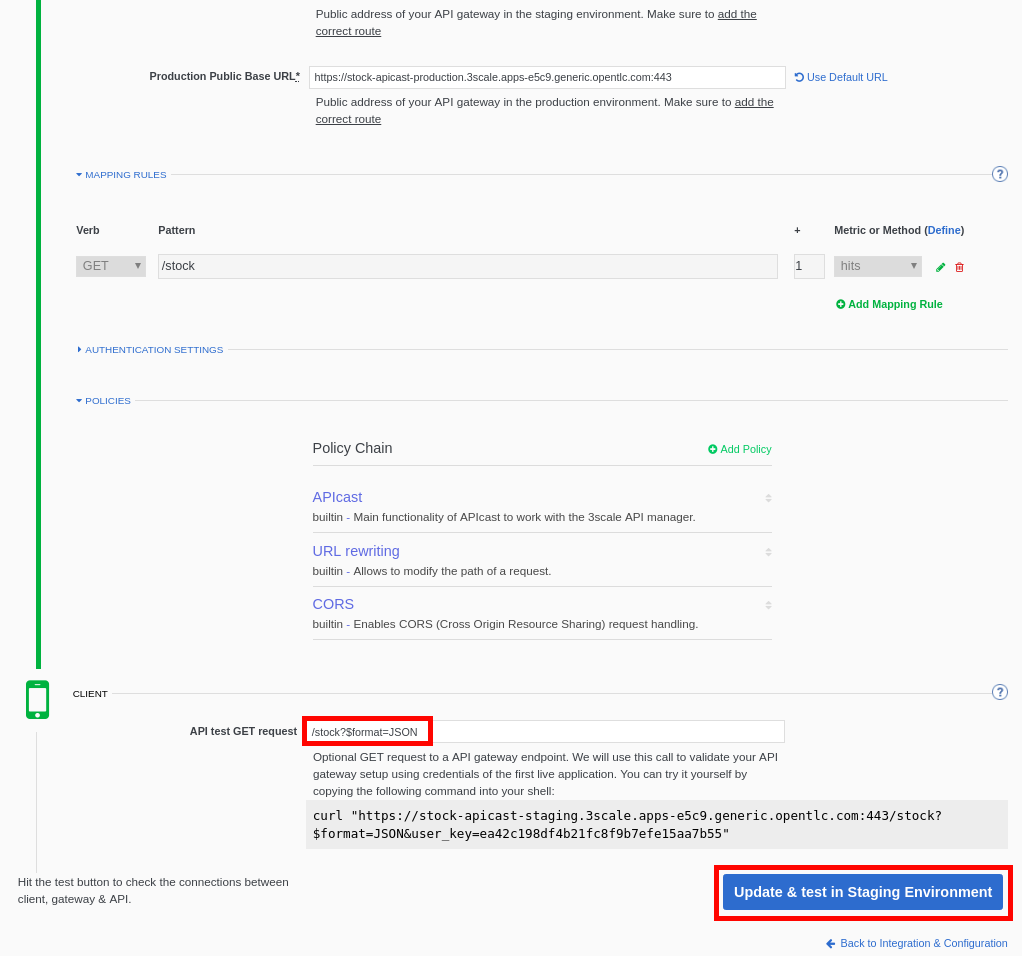 Public address of your API gateway in the staging environment. Make sure to add the
correct route
Production Public Base URL*
https://stock-apicast-production.3scale.apps-e5c9.generic.opentlc.com:443
Use Default URL
Public address of your API gateway in the production environment. Make sure to add the
correct route
MAPPING RULES
?
Verb Pattern + Metric or Method (Define)
GET /stock 1 hits
Add Mapping Rule
AUTHENTICATION SETTINGS
POLICIES
Policy Chain
Add Policy
APIcast
builtin - Main functionality of APIcast to work with the 3scale API manager.
URL rewriting
builtin - Allows to modify the path of a request.
CORS
builtin - Enables CORS (Cross Origin Resource Sharing) request handling.
CLIENT
?
API test GET request
/stock?$format=JSON
Optional GET request to a API gateway endpoint. We will use this call to validate your API
gateway setup using credentials of the first live application. You can try it yourself by
copying the following command into your shell:
curl "https://stock-apicast-staging.3scale.apps-e5c9.generic.opentlc.com:443/stock?
$format=JSON&user_key=ea42c198df4b21fc8f9b7efe15aa7b55"
Hit the test button to check the connections between
client, gateway & API.
Update & test in Staging Environment
Back to Integration & Configuration